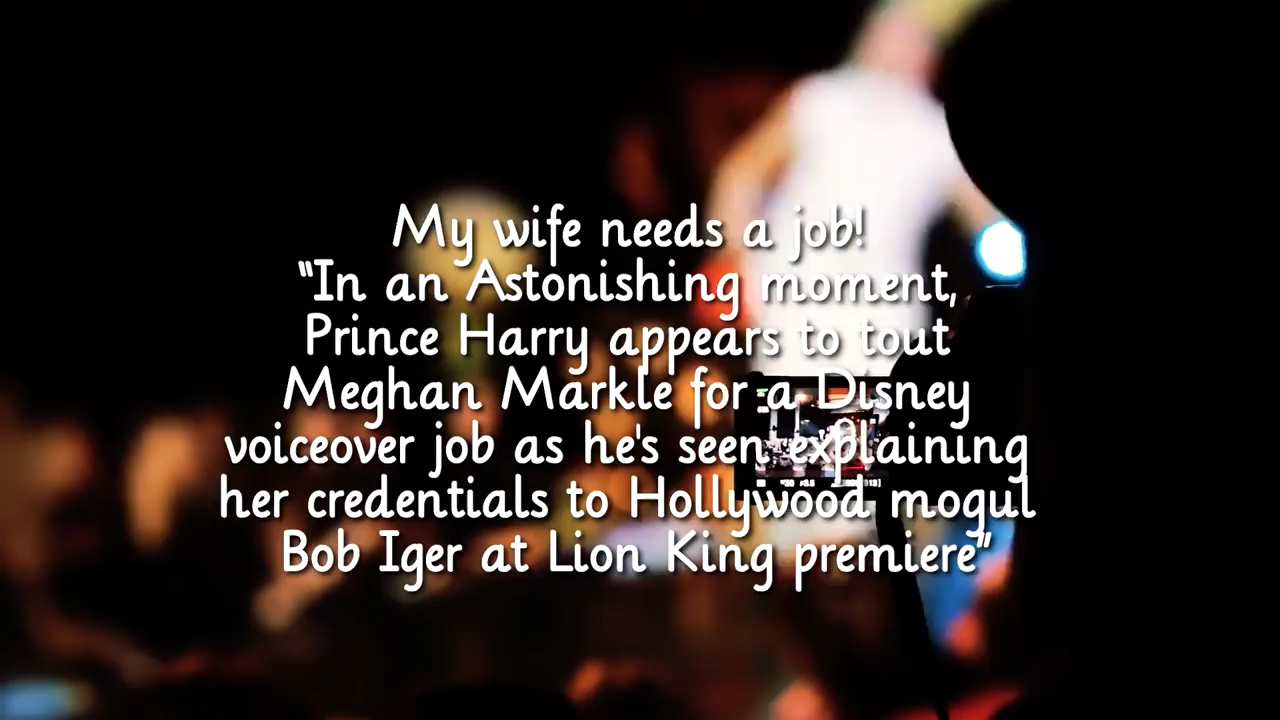 My wife needs a job!
"In an Astonishing moment,
Prince Harry appears to tout
Meghan Markle for a Disney
voiceover job as he's seen explaining
her credentials to Hollywood mogul
Bob Iger at Lion King premiere"